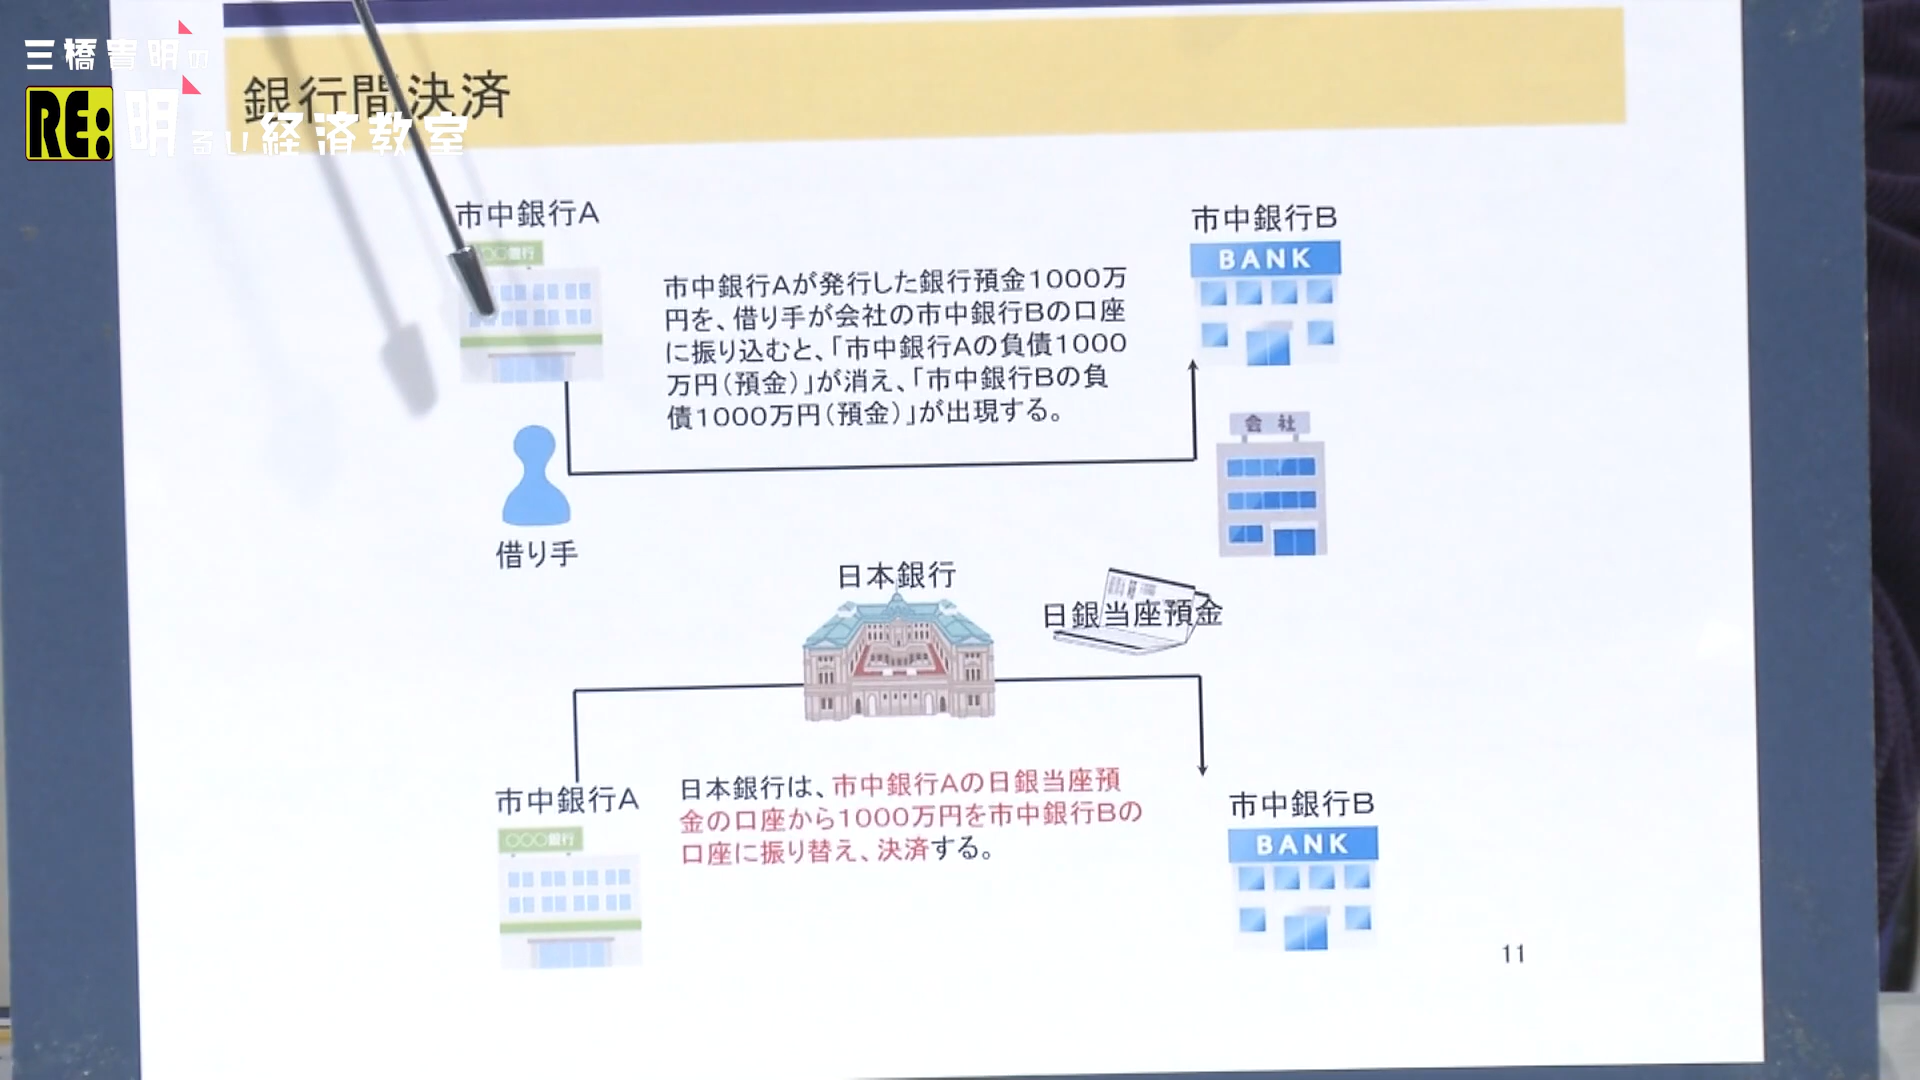 三橋貴明の
RE:明るい経済教室
銀行間決済
市中銀行A
〇〇銀行
市中銀行B
BANK
市中銀行Aが発行した銀行預金1000万
円を、借り手が会社の市中銀行Bの口座
に振り込むと、「市中銀行Aの負債1000
万円(預金)」が消え、「市中銀行Bの負
債1000万円(預金)」が出現する。
会社
借り手
日本銀行
日銀当座預金
市中銀行A
〇〇〇銀行
日本銀行は、市中銀行Aの日銀当座預
金の口座から1000万円を市中銀行Bの
口座に振り替え、決済する。
市中銀行B
BANK
11